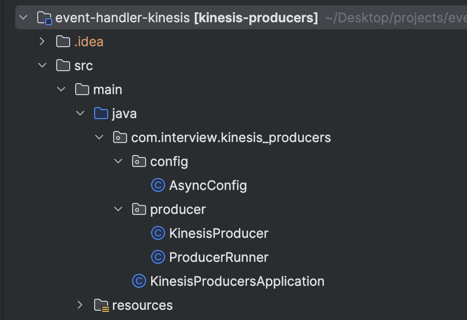 event-handler-kinesis [kinesis-producers] ~/Desktop/projects/eve
.idea
src
main
java
com.interview.kinesis_producers
config
AsyncConfig
producer
KinesisProducer
ProducerRunner
KinesisProducersApplication
resources